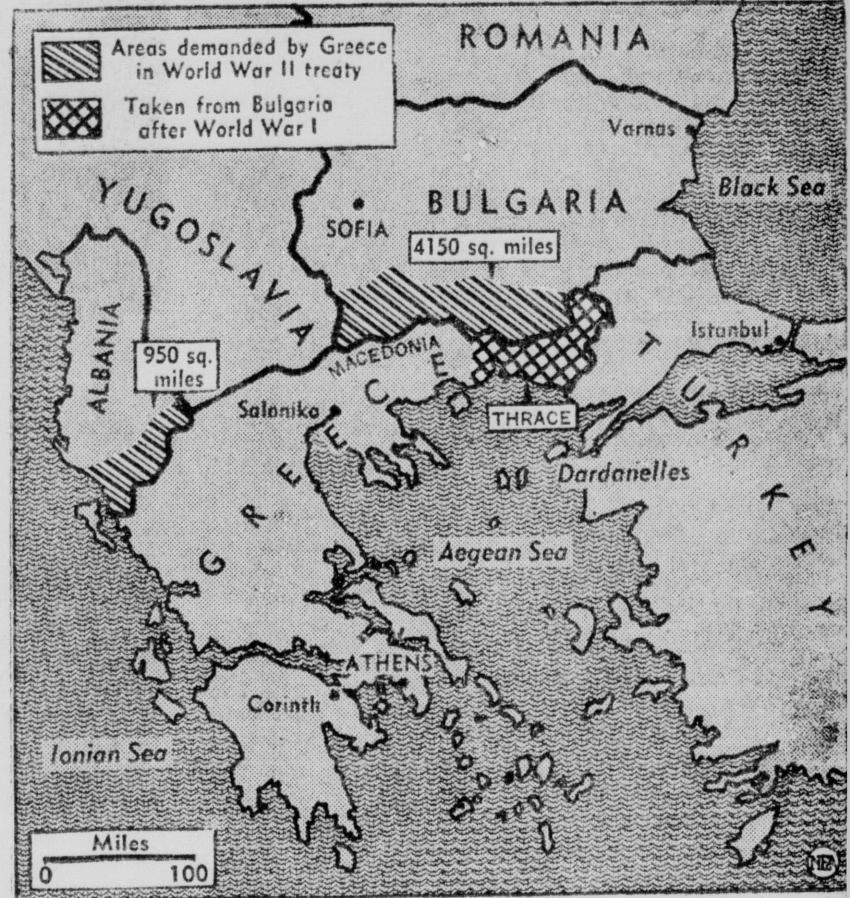 Areas demanded by Greece
in World War II treaty
Taken from Bulgaria
after World War I
ROMANIA
Varnas
Black Sea
YUGOSLAVIA
SOFIA
BULGARIA
4150 sq. miles
ALBANIA
950 sq.
miles
MACEDONIA
Istanbul
TURKEY
Salonika
THRACE
GREECE
Dardanelles
Aegean Sea
ATHENS
Corinth
Ionian Sea
Miles
0 100
NEA